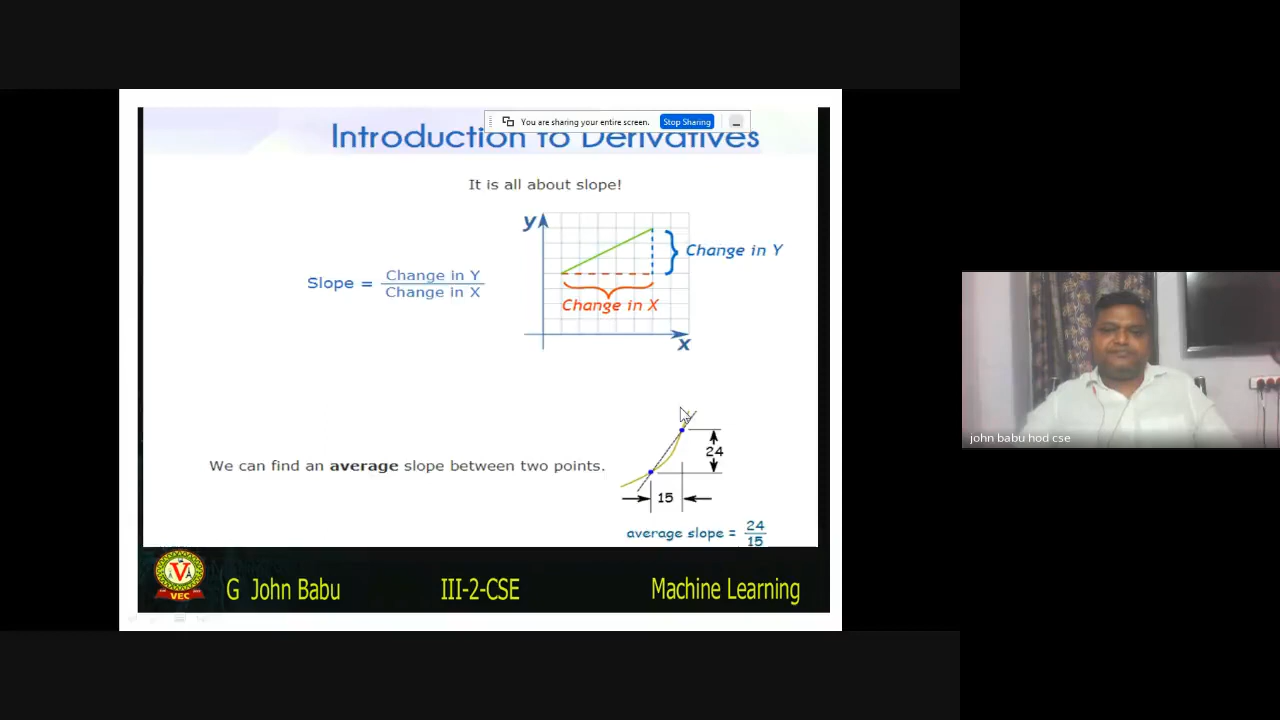 You are sharing your entire screen.
Stop Sharing
Introduction to Derivatives
It is all about slope!
y
Change in Y
Slope =
Change in Y
Change in X
Change in X
x
24
We can find an average slope between two points.
15
average slope =
24
15
VEC
G John Babu
III-2-CSE
Machine Learning
john babu hod cse